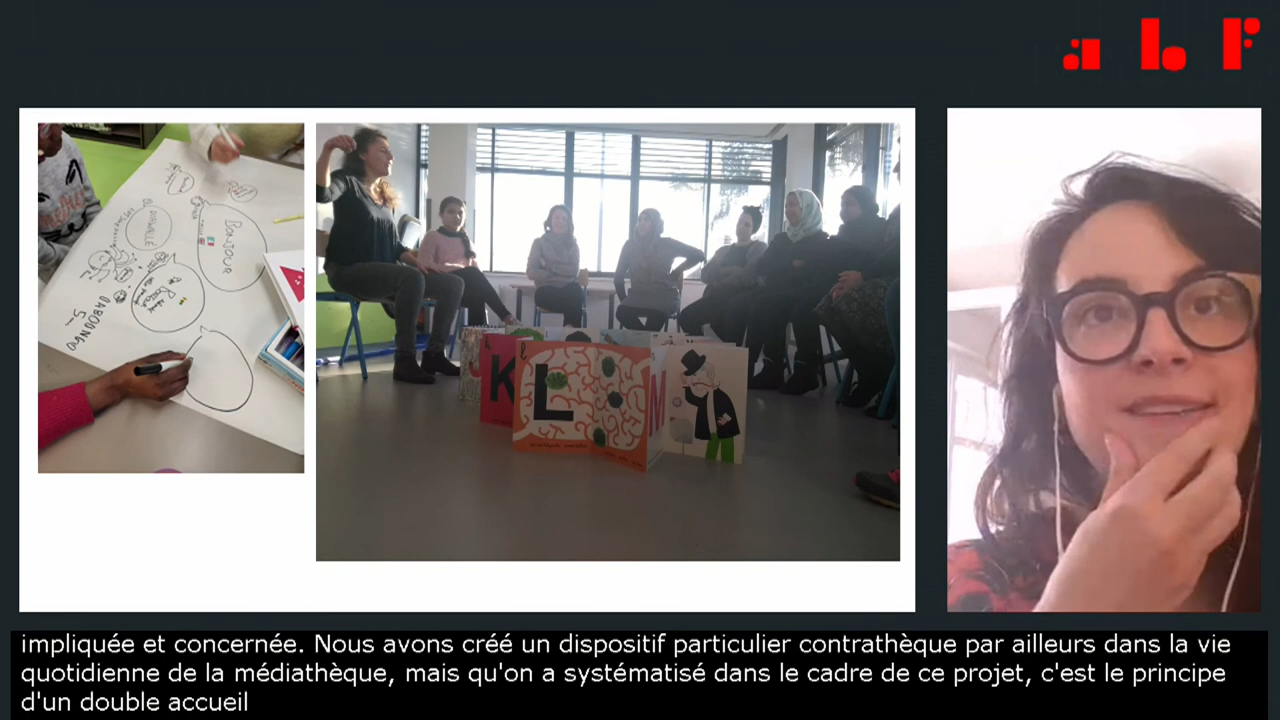 a b F
BONJOUR
K
L
M
impliquée et concernée. Nous avons créé un dispositif particulier contrathèque par ailleurs dans la vie
quotidienne de la médiathèque, mais qu'on a systématisé dans le cadre de ce projet, c'est le principe
d'un double accueil